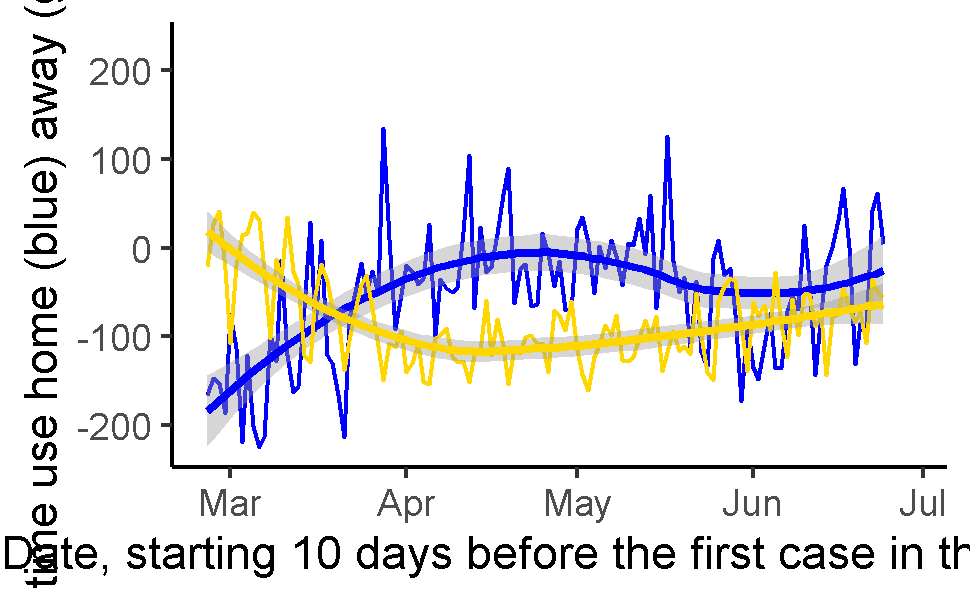 time use home (blue) away (
200
100
0
-100
-200
Mar Apr May Jun Jul
Date, starting 10 days before the first case in th